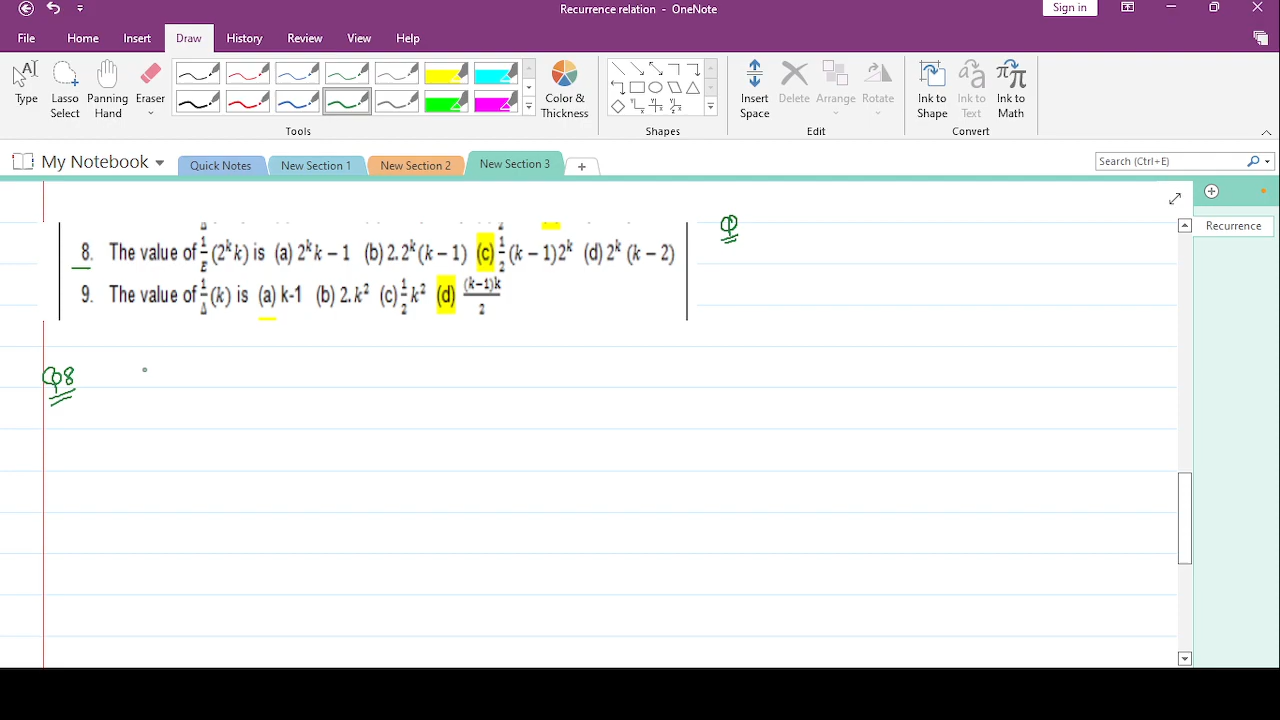 Recurrence relation - OneNote
Sign in
File Home Insert Draw History Review View Help
Type
Lasso Select
Panning Hand
Eraser
Color & Thickness
Insert Space
Delete
Arrange
Rotate
Ink to Shape
Ink to Text
Ink to Math
Tools
Shapes
Edit
Convert
My Notebook
Quick Notes
New Section 1
New Section 2
New Section 3
Search (Ctrl+E)
Recurrence
Q
8. The value of 1/E (2^k k) is (a) 2^k k − 1 (b) 2. 2^k (k − 1) (c) 1/2 (k − 1)2^k (d) 2^k (k − 2)
9. The value of 1/Δ (k) is (a) k-1 (b) 2. k² (c) 1/2 k² (d) (k−1)k/2
Q8